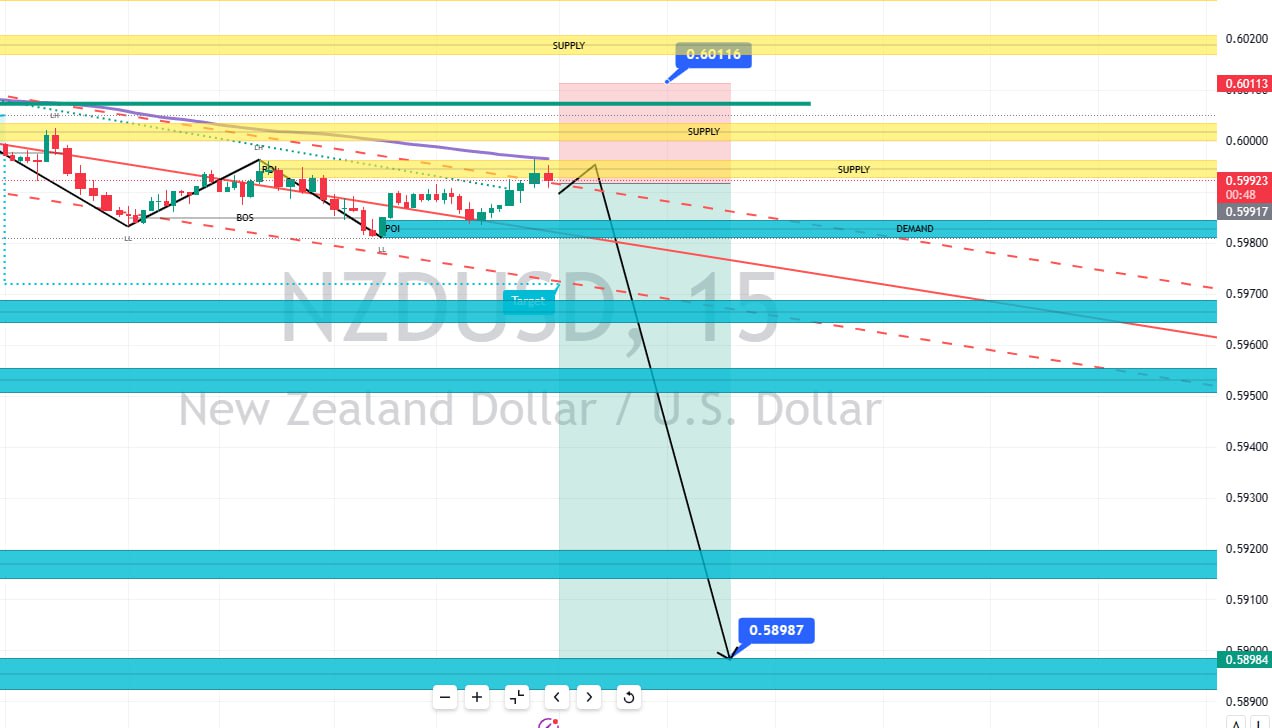 SUPPLY
0.60200
0.60116
0.60113
LH
SUPPLY
0.60000
LH
POI
SUPPLY
0.59923
00:48
0.59917
BOS
POI
DEMAND
LL
LL
0.59800
NZDUSD, 15
Target
0.59700
0.59600
0.59500
New Zealand Dollar / U.S. Dollar
0.59400
0.59300
0.59200
0.59100
0.58987
0.58984
0.58900
A
L